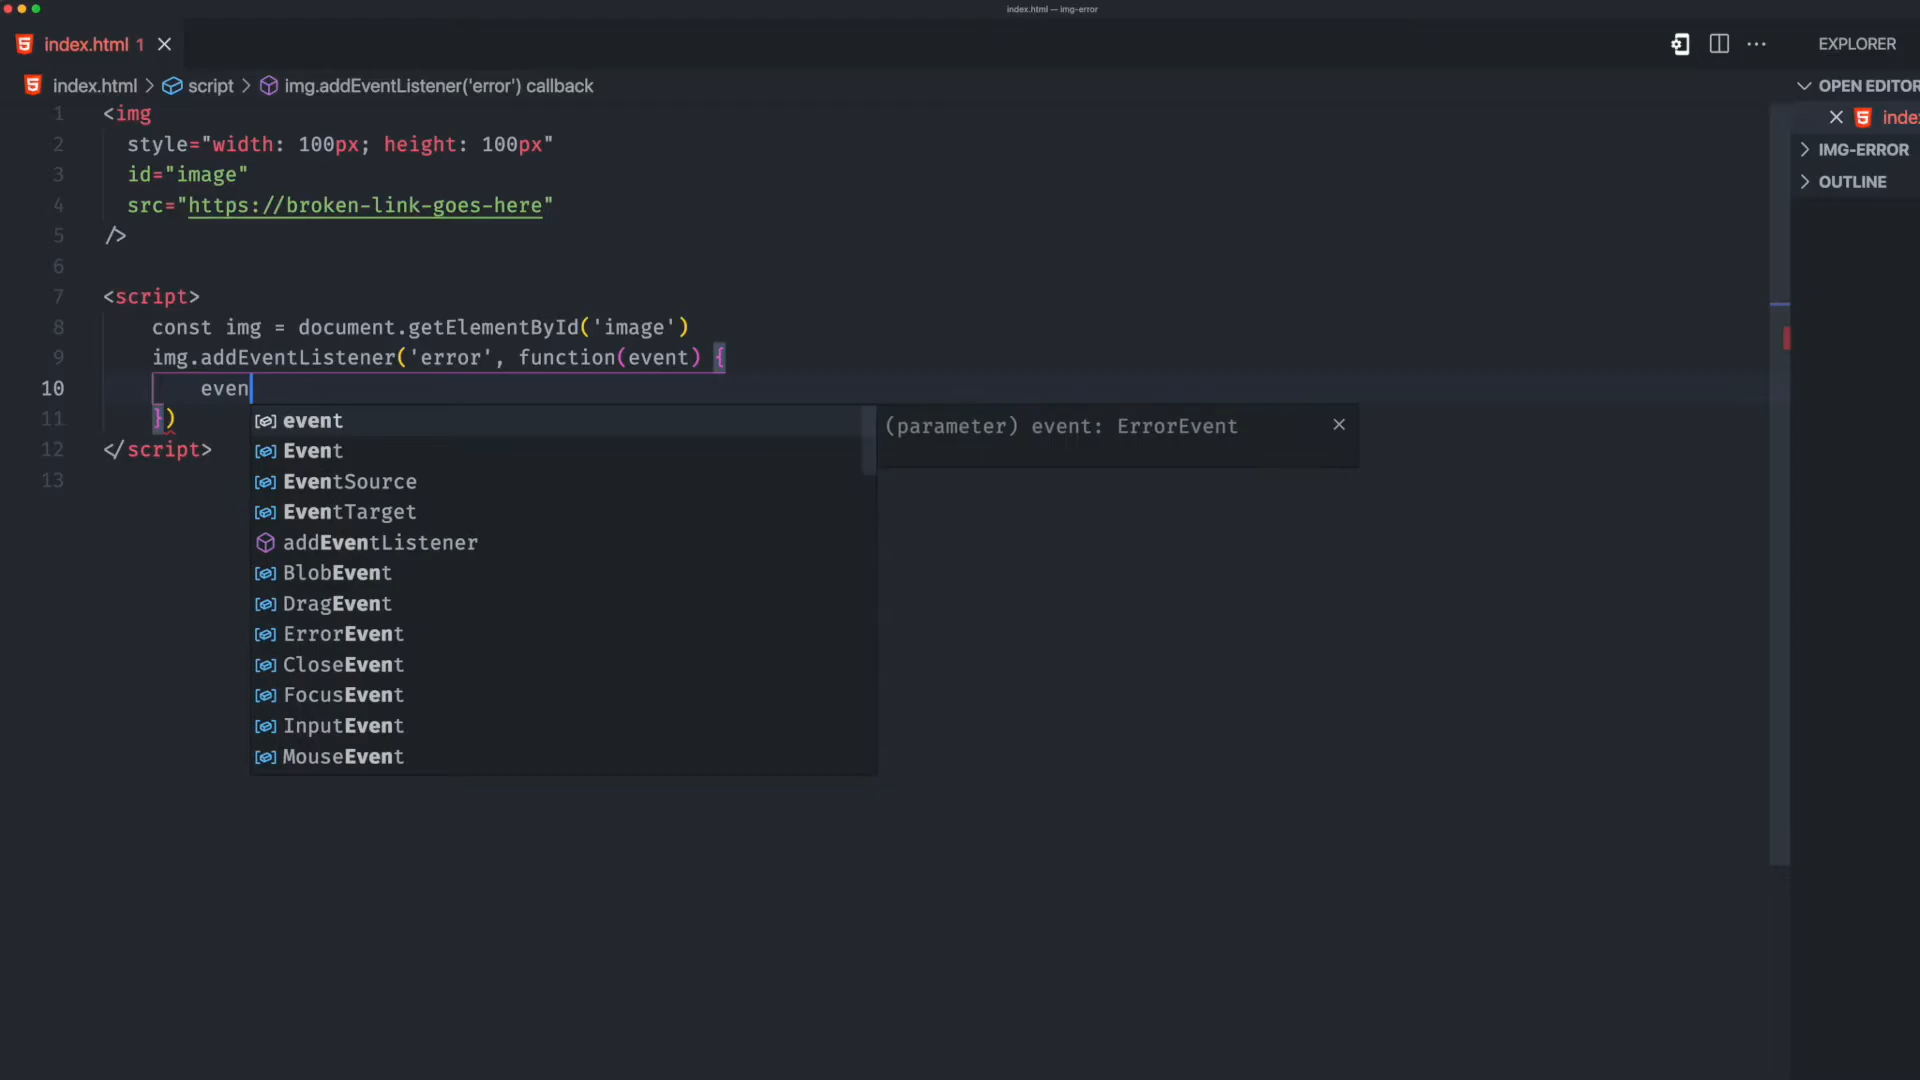 index.html — img-error
index.html 1
EXPLORER
index.html > script > img.addEventListener('error') callback
OPEN EDITOR
inde
IMG-ERROR
OUTLINE
1 <img
2 style="width: 100px; height: 100px"
3 id="image"
4 src="https://broken-link-goes-here"
5 />
6
7 <script>
8 const img = document.getElementById('image')
9 img.addEventListener('error', function(event) {
10 even
11 })
12 </script>
13
event
Event
EventSource
EventTarget
addEventListener
BlobEvent
DragEvent
ErrorEvent
CloseEvent
FocusEvent
InputEvent
MouseEvent
(parameter) event: ErrorEvent